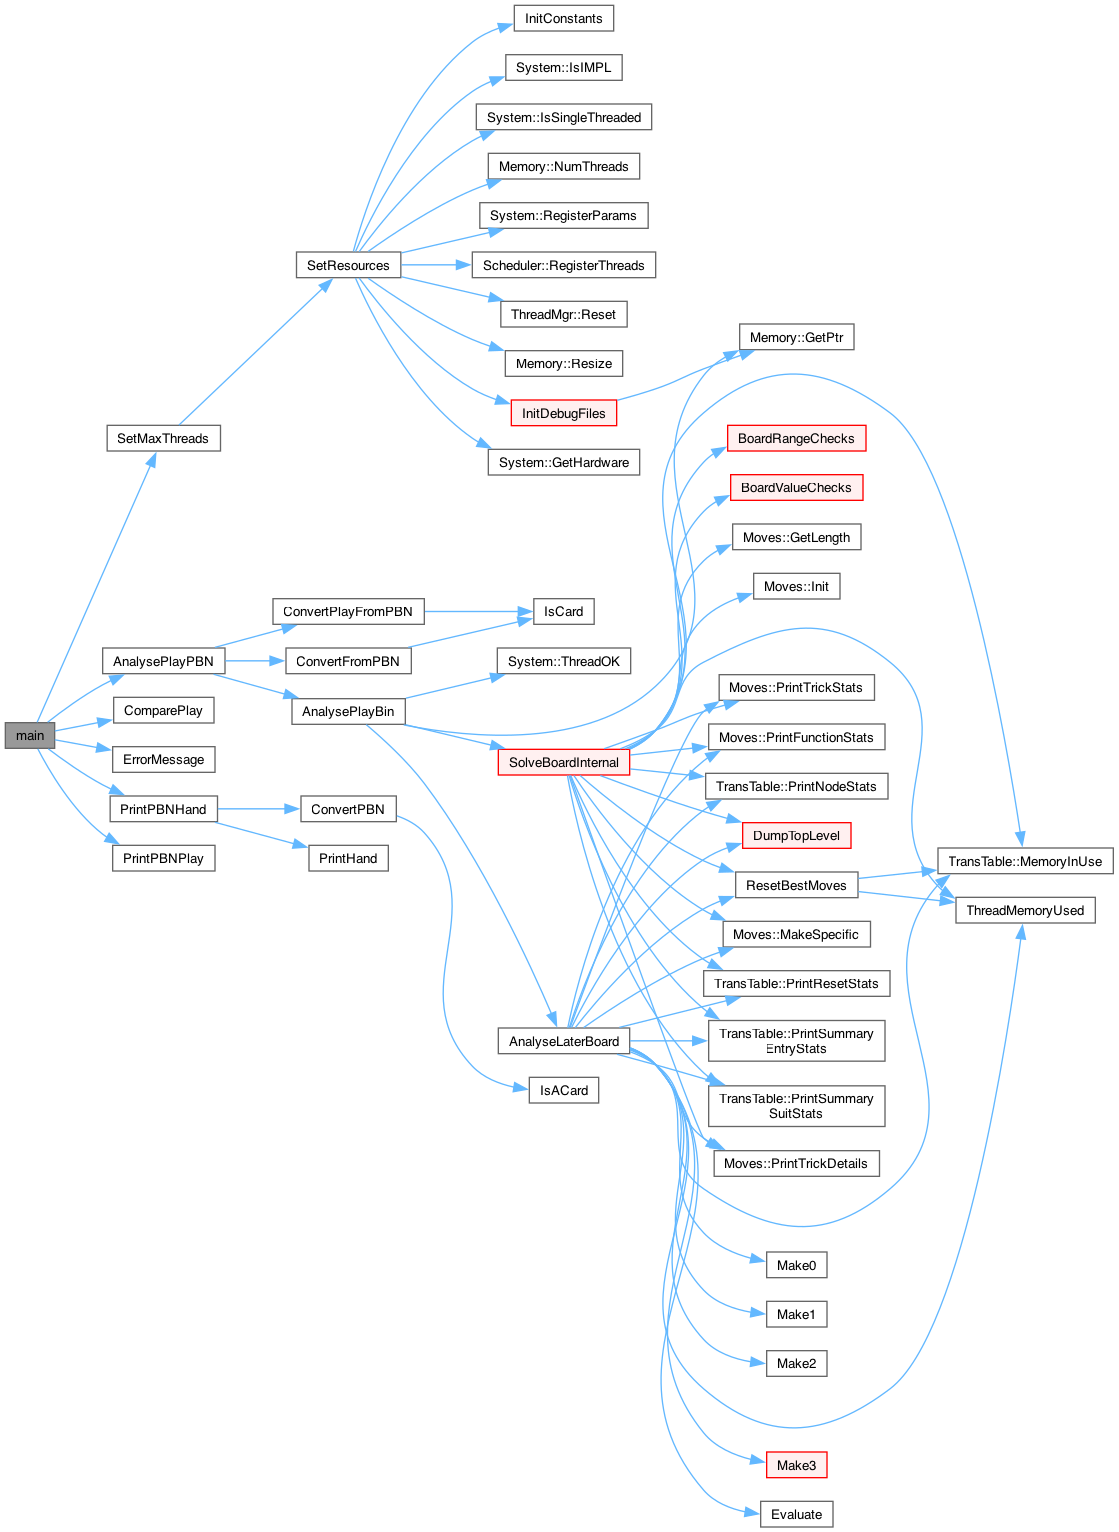 InitConstants
System::IsIMPL
System::IsSingleThreaded
Memory::NumThreads
System::RegisterParams
SetResources
Scheduler::RegisterThreads
ThreadMgr::Reset
Memory::GetPtr
Memory::Resize
InitDebugFiles
SetMaxThreads
BoardRangeChecks
System::GetHardware
BoardValueChecks
Moves::GetLength
Moves::Init
ConvertPlayFromPBN
IsCard
AnalysePlayPBN
ConvertFromPBN
System::ThreadOK
Moves::PrintTrickStats
ComparePlay
AnalysePlayBin
main
Moves::PrintFunctionStats
ErrorMessage
SolveBoardInternal
TransTable::PrintNodeStats
PrintPBNHand
ConvertPBN
DumpTopLevel
PrintPBNPlay
PrintHand
TransTable::MemoryInUse
ResetBestMoves
ThreadMemoryUsed
Moves::MakeSpecific
TransTable::PrintResetStats
AnalyseLaterBoard
TransTable::PrintSummary
EntryStats
IsACard
TransTable::PrintSummary
SuitStats
Moves::PrintTrickDetails
Make0
Make1
Make2
Make3
Evaluate